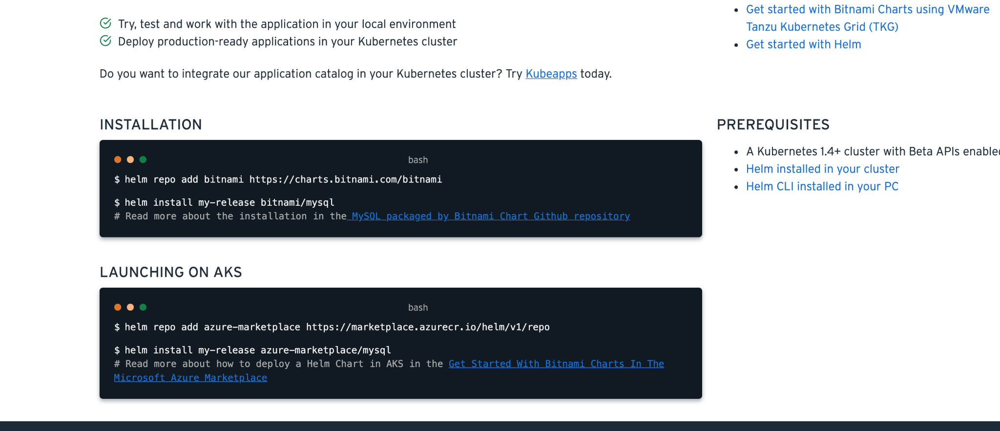 Try, test and work with the application in your local environment
Deploy production-ready applications in your Kubernetes cluster
Do you want to integrate our application catalog in your Kubernetes cluster? Try Kubeapps today.
Get started with Bitnami Charts using VMware
Tanzu Kubernetes Grid (TKG)
Get started with Helm
INSTALLATION
bash
$ helm repo add bitnami https://charts.bitnami.com/bitnami
$ helm install my-release bitnami/mysql
# Read more about the installation in the MySQL packaged by Bitnami Chart Github repository
PREREQUISITES
A Kubernetes 1.4+ cluster with Beta APIs enabled
Helm installed in your cluster
Helm CLI installed in your PC
LAUNCHING ON AKS
bash
$ helm repo add azure-marketplace https://marketplace.azurecr.io/helm/v1/repo
$ helm install my-release azure-marketplace/mysql
# Read more about how to deploy a Helm Chart in AKS in the Get Started With Bitnami Charts In The
Microsoft Azure Marketplace